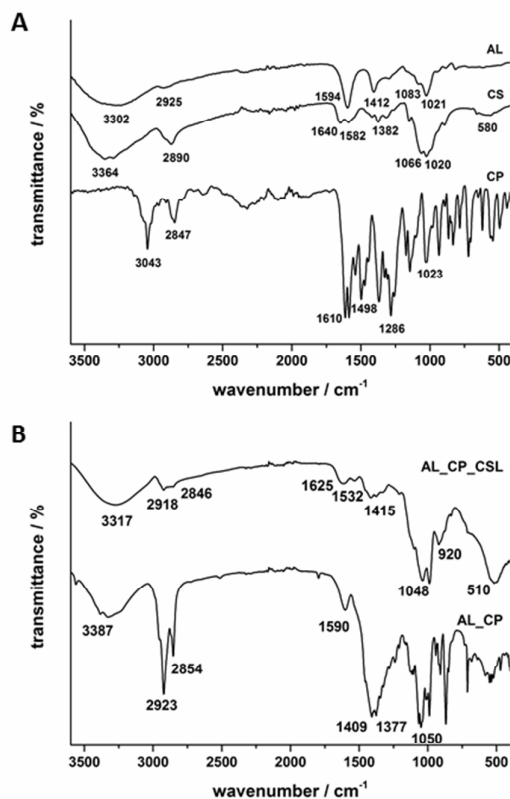 A
AL
3302
2925
1594
1412
1083
1021
CS
3364
2890
1640
1582
1382
1066
1020
580
CP
3043
2847
1610
1498
1286
1023
transmittance / %
3500 3000 2500 2000 1500 1000 500
wavenumber / cm-1
B
AL_CP_CSL
3317
2918
2846
1625
1532
1415
1048
920
510
AL_CP
3387
2923
2854
1590
1409
1377
1050
transmittance / %
3500 3000 2500 2000 1500 1000 500
wavenumber / cm-1